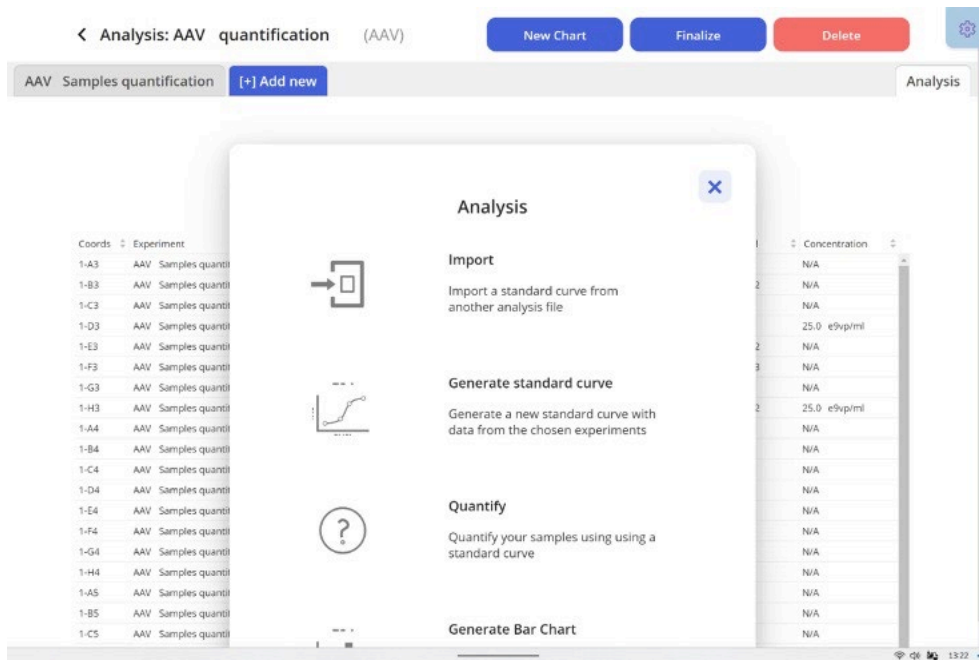 Analysis: AAV quantification (AAV) New Chart Finalize Delete
AAV Samples quantification [+] Add new Analysis
Analysis
Import
Import a standard curve from
another analysis file
Generate standard curve
Generate a new standard curve with
data from the chosen experiments
Quantify
Quantify your samples using using a
standard curve
Generate Bar Chart
Coords Experiment Concentration
1-A3 AAV Samples quanti N/A
1-B3 AAV Samples quanti 2 N/A
1-C3 AAV Samples quanti N/A
1-D3 AAV Samples quanti 25.0 e9vp/ml
1-E3 AAV Samples quanti 2 N/A
1-F3 AAV Samples quanti 3 N/A
1-G3 AAV Samples quanti N/A
1-H3 AAV Samples quanti 2 25.0 e9vp/ml
1-A4 AAV Samples quanti N/A
1-B4 AAV Samples quanti N/A
1-C4 AAV Samples quanti N/A
1-D4 AAV Samples quanti N/A
1-E4 AAV Samples quanti N/A
1-F4 AAV Samples quanti N/A
1-G4 AAV Samples quanti N/A
1-H4 AAV Samples quanti N/A
1-A5 AAV Samples quanti N/A
1-B5 AAV Samples quanti N/A
1-C5 AAV Samples quanti N/A
13:22